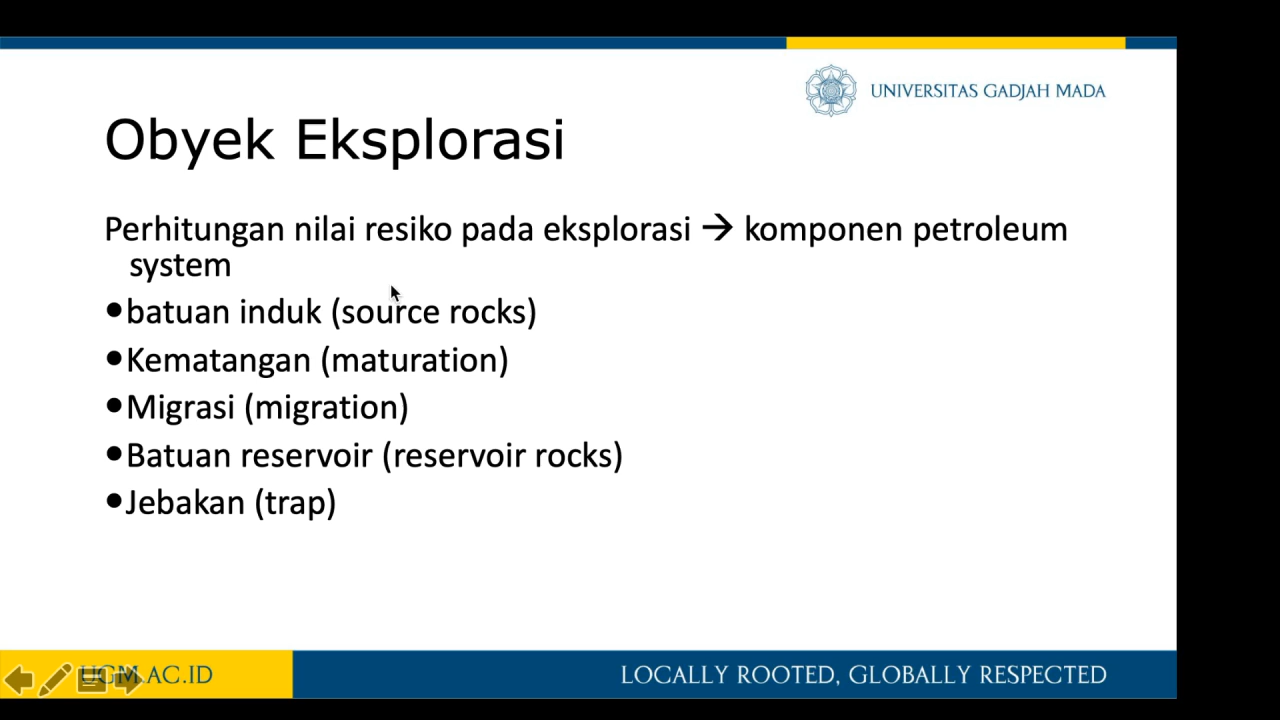 UNIVERSITAS GADJAH MADA
Obyek Eksplorasi
Perhitungan nilai resiko pada eksplorasi → komponen petroleum
system
●batuan induk (source rocks)
●Kematangan (maturation)
●Migrasi (migration)
●Batuan reservoir (reservoir rocks)
●Jebakan (trap)
UGM.AC.ID
LOCALLY ROOTED, GLOBALLY RESPECTED